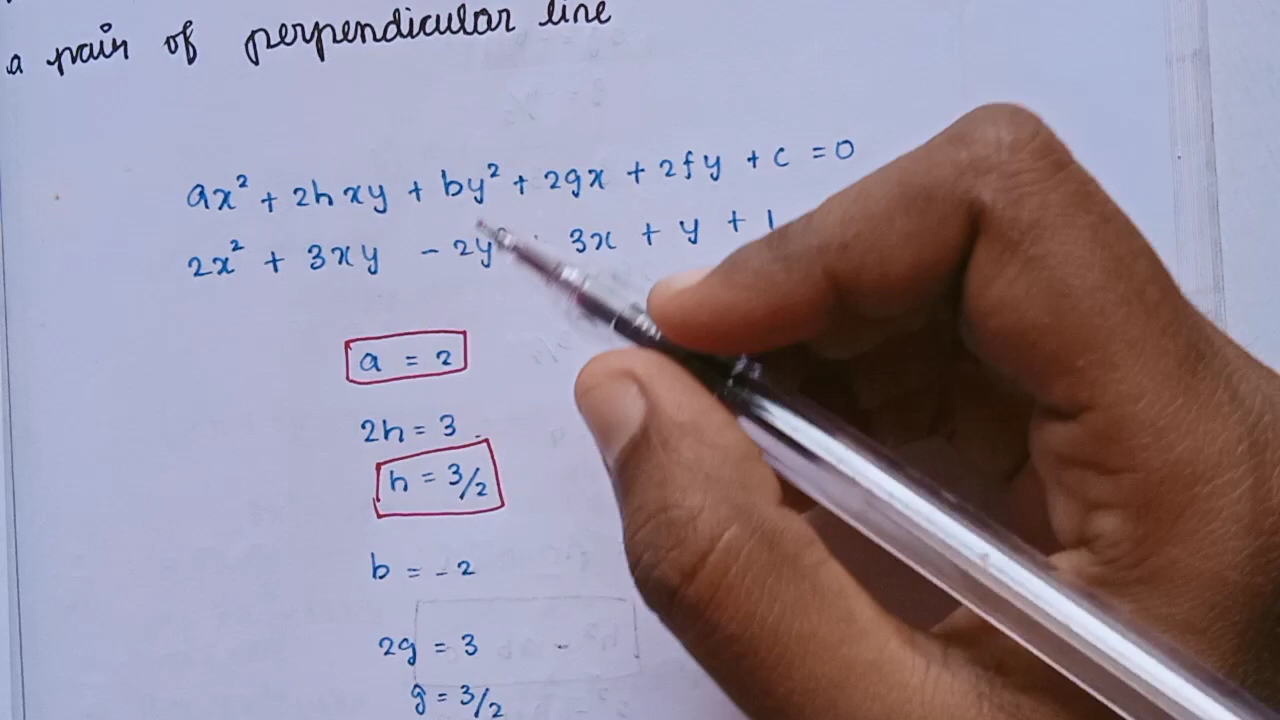 a pair of perpendicular line
ax² + 2hxy + by² + 2gx + 2fy + c = 0
2x² + 3xy - 2y² 3x + y + 1
a = 2
2h = 3
h = 3/2
b = -2
2g = 3
g = 3/2